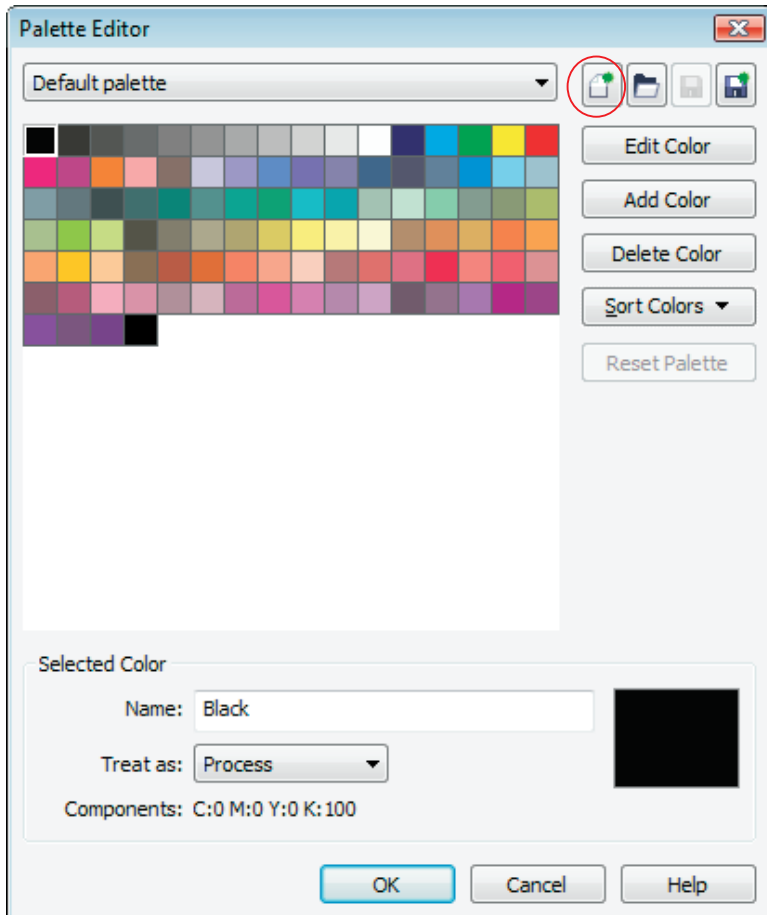 Palette Editor
Default palette
Edit Color
Add Color
Delete Color
Sort Colors
Reset Palette
Selected Color
Name: Black
Treat as: Process
Components: C:0 M:0 Y:0 K:100
OK Cancel Help